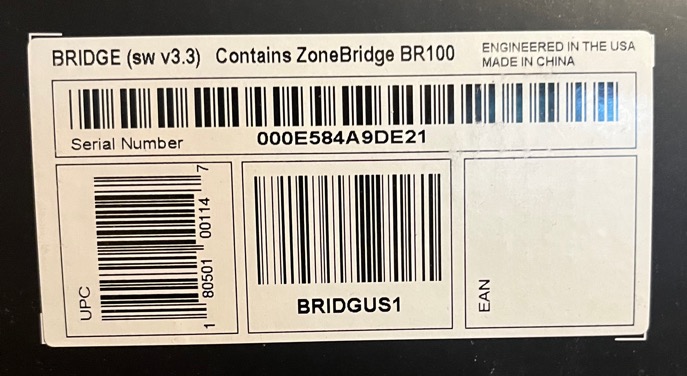 BRIDGE (sw v3.3) Contains ZoneBridge BR100
ENGINEERED IN THE USA
MADE IN CHINA
Serial Number
000E584A9DE21
UPC
1 80501 00114 7
BRIDGUS1
EAN